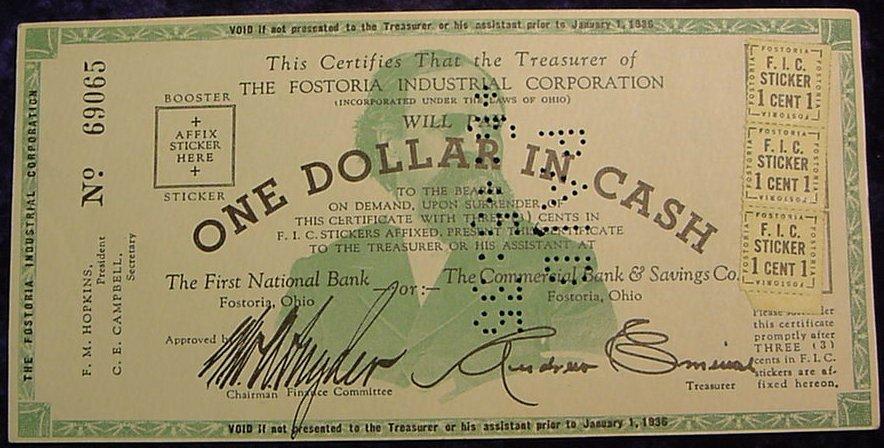 VOID if not presented to the Treasurer or his assistant prior to January 1, 1936
This Certifies That the Treasurer of
THE FOSTORIA INDUSTRIAL CORPORATION
(INCORPORATED UNDER THE LAWS OF OHIO)
WILL PAY
ONE DOLLAR IN CASH
TO THE BEARER
ON DEMAND, UPON SURRENDER OF
THIS CERTIFICATE WITH THREE (3) CENTS IN
F. I. C. STICKERS AFFIXED. PRESENT THIS CERTIFICATE
TO THE TREASURER OR HIS ASSISTANT AT
The First National Bank —or:— The Commercial Bank & Savings Co.
Fostoria, Ohio Fostoria, Ohio
Approved by
Chairman Finance Committee
Treasurer
THE FOSTORIA INDUSTRIAL CORPORATION
No 69065
F. M. HOPKINS,
President
C. E. CAMPBELL,
Secretary
BOOSTER
+
AFFIX
STICKER
HERE
+
STICKER
FOSTORIA
FOSTORIA
F. I. C.
STICKER
1 CENT 1
FOSTORIA
FOSTORIA
FOSTORIA
F. I. C.
STICKER
1 CENT 1
FOSTORIA
FOSTORIA
FOSTORIA
F. I. C.
STICKER
1 CENT 1
FOSTORIA
Please surrender
this certificate
promptly after
THREE (3)
cents in F. I. C.
stickers are af-
fixed hereon.
VOID if not presented to the Treasurer or his assistant prior to January 1, 1936